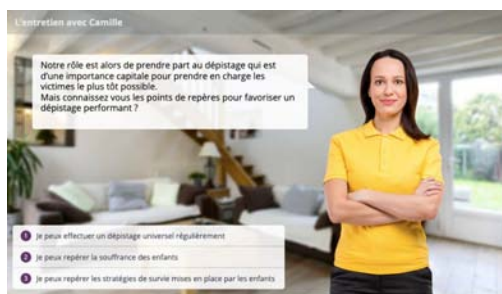 L'entretien avec Camille
Notre rôle est alors de prendre part au dépistage qui est
d'une importance capitale pour prendre en charge les
victimes le plus tôt possible.
Mais connaissez vous les points de repères pour favoriser un
dépistage performant ?
1 Je peux effectuer un dépistage universel régulièrement
2 Je peux repérer la souffrance des enfants
3 Je peux repérer les stratégies de survie mises en place par les enfants